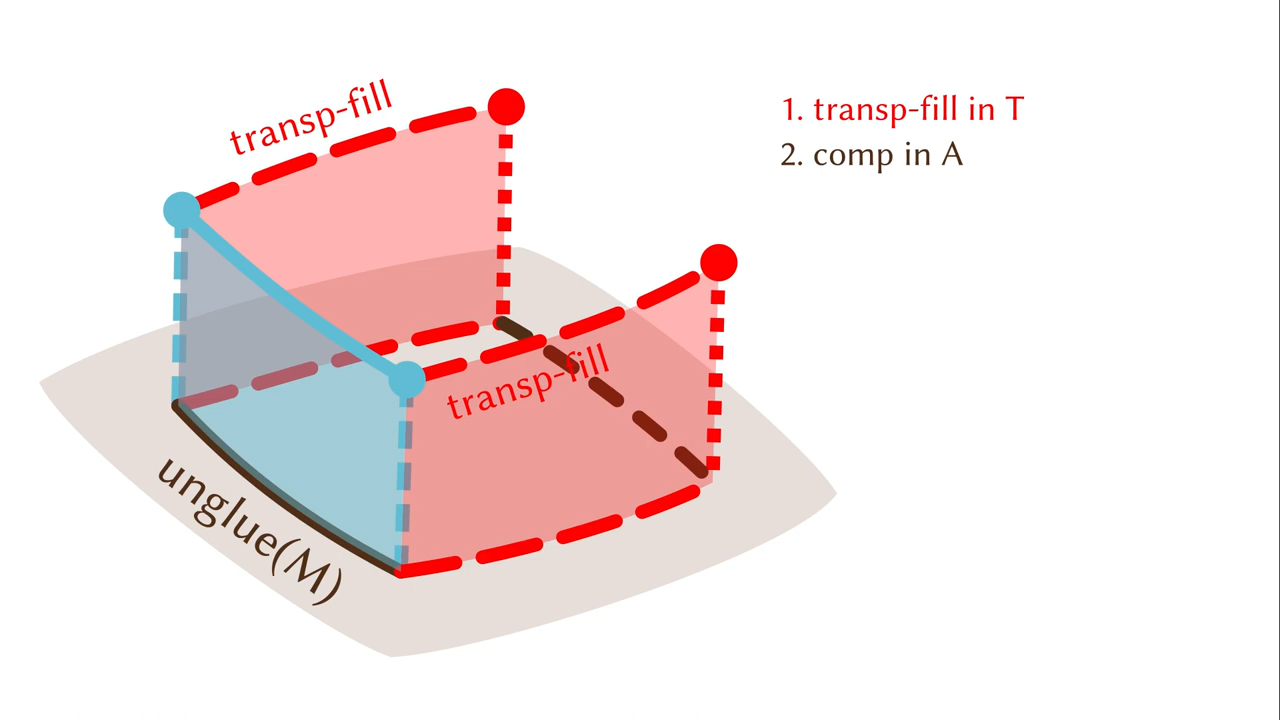 transp-fill
1. transp-fill in T
2. comp in A
transp-fill
unglue(M)